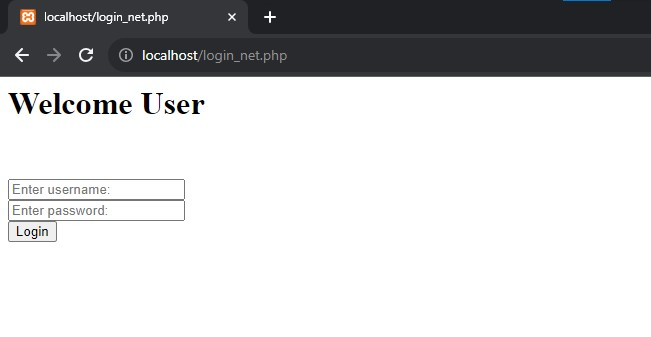 localhost/login_net.php
localhost/login_net.php
Welcome User
Enter username:
Enter password:
Login